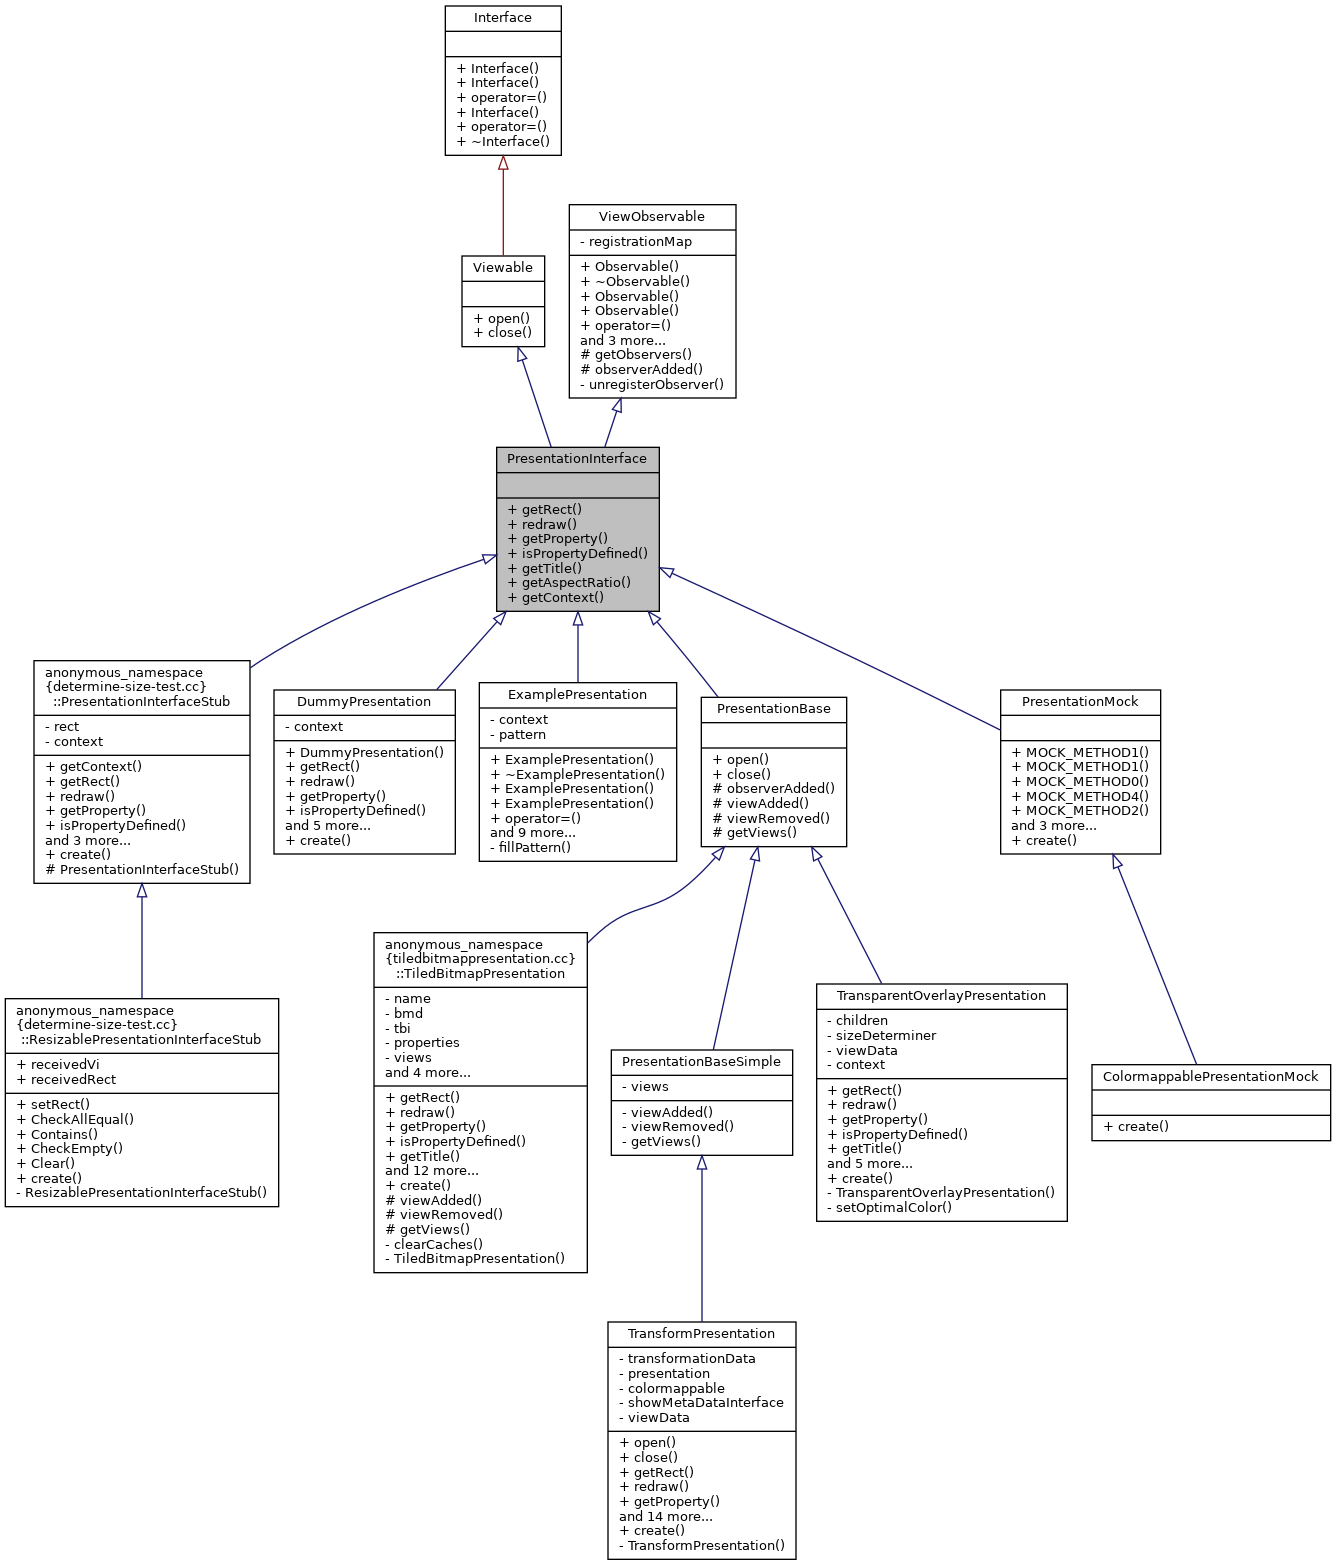 Interface
+ Interface()
+ Interface()
+ operator=()
+ Interface()
+ operator=()
+ ~Interface()
ViewObservable
- registrationMap
+ Observable()
+ ~Observable()
+ Observable()
+ Observable()
+ operator=()
and 3 more...
# getObservers()
# observerAdded()
- unregisterObserver()
Viewable
+ open()
+ close()
PresentationInterface
+ getRect()
+ redraw()
+ getProperty()
+ isPropertyDefined()
+ getTitle()
+ getAspectRatio()
+ getContext()
anonymous_namespace
{determine-size-test.cc}
::PresentationInterfaceStub
- rect
- context
+ getContext()
+ getRect()
+ redraw()
+ getProperty()
+ isPropertyDefined()
and 3 more...
+ create()
# PresentationInterfaceStub()
DummyPresentation
- context
+ DummyPresentation()
+ getRect()
+ redraw()
+ getProperty()
+ isPropertyDefined()
and 5 more...
+ create()
ExamplePresentation
- context
- pattern
+ ExamplePresentation()
+ ~ExamplePresentation()
+ ExamplePresentation()
+ ExamplePresentation()
+ operator=()
and 9 more...
- fillPattern()
PresentationBase
+ open()
+ close()
# observerAdded()
# viewAdded()
# viewRemoved()
# getViews()
PresentationMock
+ MOCK_METHOD1()
+ MOCK_METHOD1()
+ MOCK_METHOD0()
+ MOCK_METHOD4()
+ MOCK_METHOD2()
and 3 more...
+ create()
anonymous_namespace
{determine-size-test.cc}
::ResizablePresentationInterfaceStub
+ receivedVi
+ receivedRect
+ setRect()
+ CheckAllEqual()
+ Contains()
+ CheckEmpty()
+ Clear()
+ create()
- ResizablePresentationInterfaceStub()
anonymous_namespace
{tiledbitmappresentation.cc}
::TiledBitmapPresentation
- name
- bmd
- tbi
- properties
- views
and 4 more...
+ getRect()
+ redraw()
+ getProperty()
+ isPropertyDefined()
+ getTitle()
and 12 more...
+ create()
# viewAdded()
# viewRemoved()
# getViews()
- clearCaches()
- TiledBitmapPresentation()
PresentationBaseSimple
- views
- viewAdded()
- viewRemoved()
- getViews()
TransparentOverlayPresentation
- children
- sizeDeterminer
- viewData
- context
+ getRect()
+ redraw()
+ getProperty()
+ isPropertyDefined()
+ getTitle()
and 5 more...
+ create()
- TransparentOverlayPresentation()
- setOptimalColor()
ColormappablePresentationMock
+ create()
TransformPresentation
- transformationData
- presentation
- colormappable
- showMetaDataInterface
- viewData
+ open()
+ close()
+ getRect()
+ redraw()
+ getProperty()
and 14 more...
+ create()
- TransformPresentation()